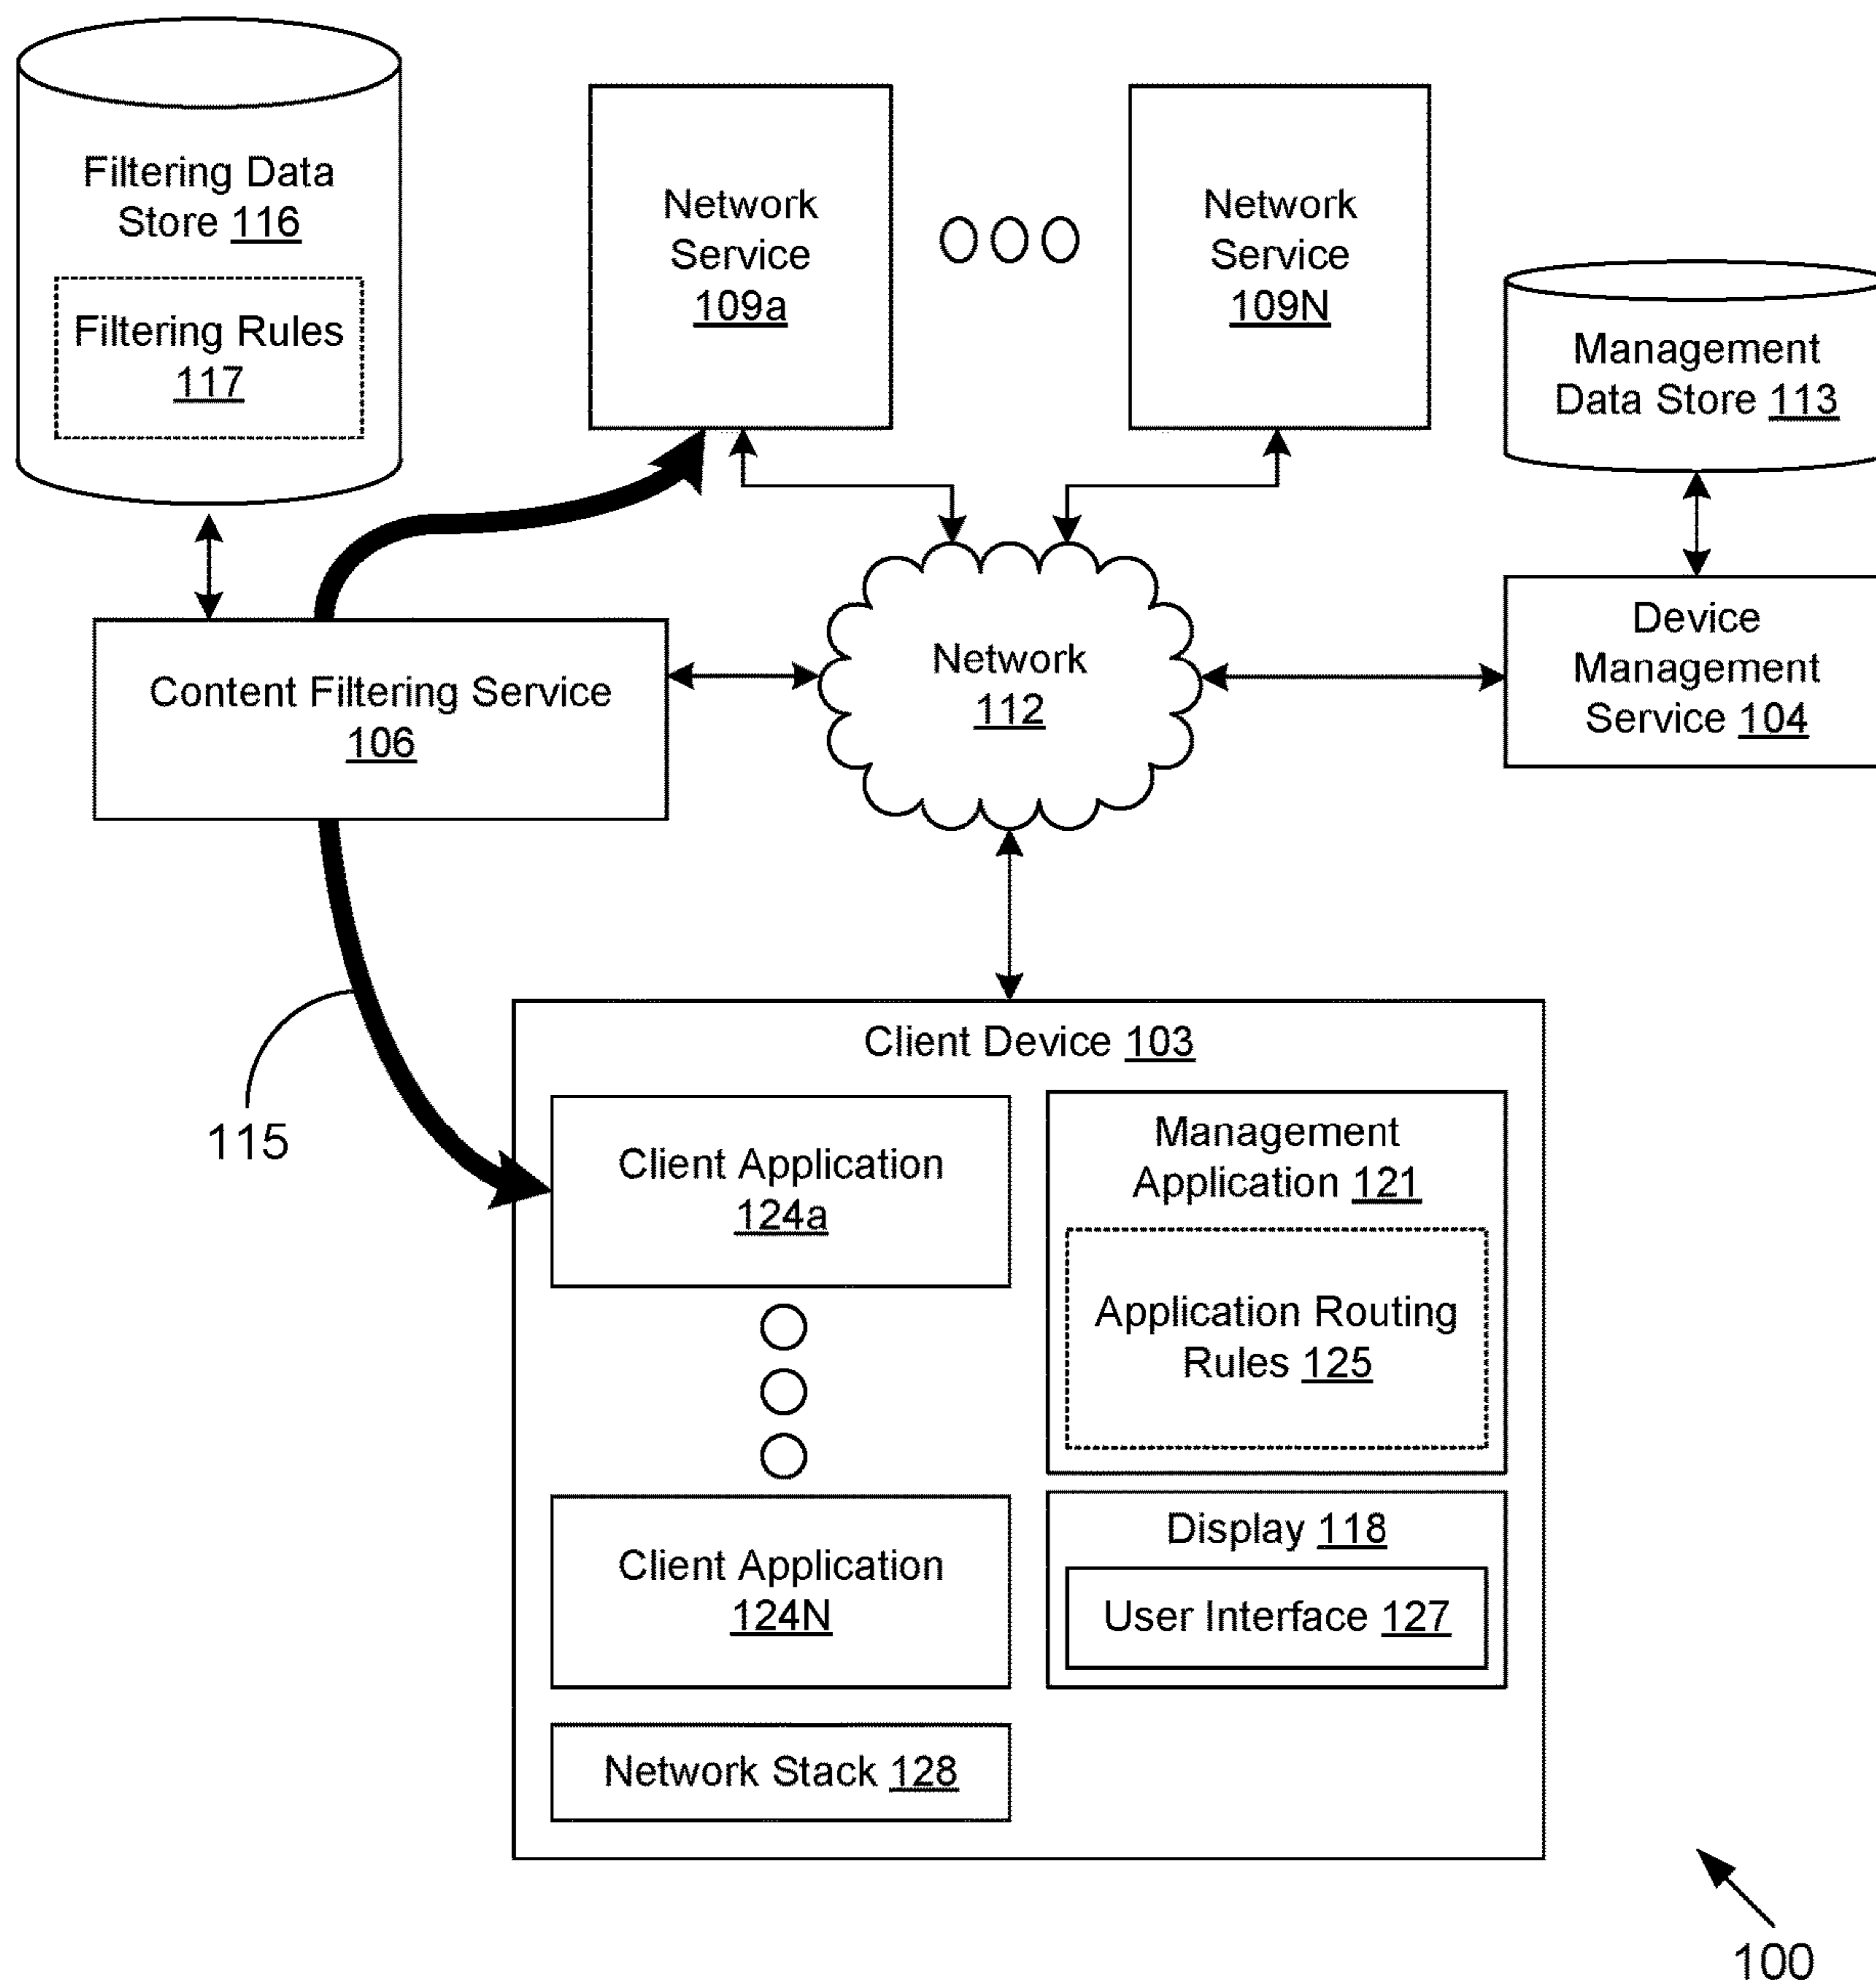 Filtering Data
Store 116
Filtering Rules
117
Network
Service
109a
Network
Service
109N
Management
Data Store 113
Content Filtering Service
106
Network
112
Device
Management
Service 104
115
Client Device 103
Client Application
124a
Management
Application 121
Application Routing
Rules 125
Client Application
124N
Display 118
User Interface 127
Network Stack 128
100